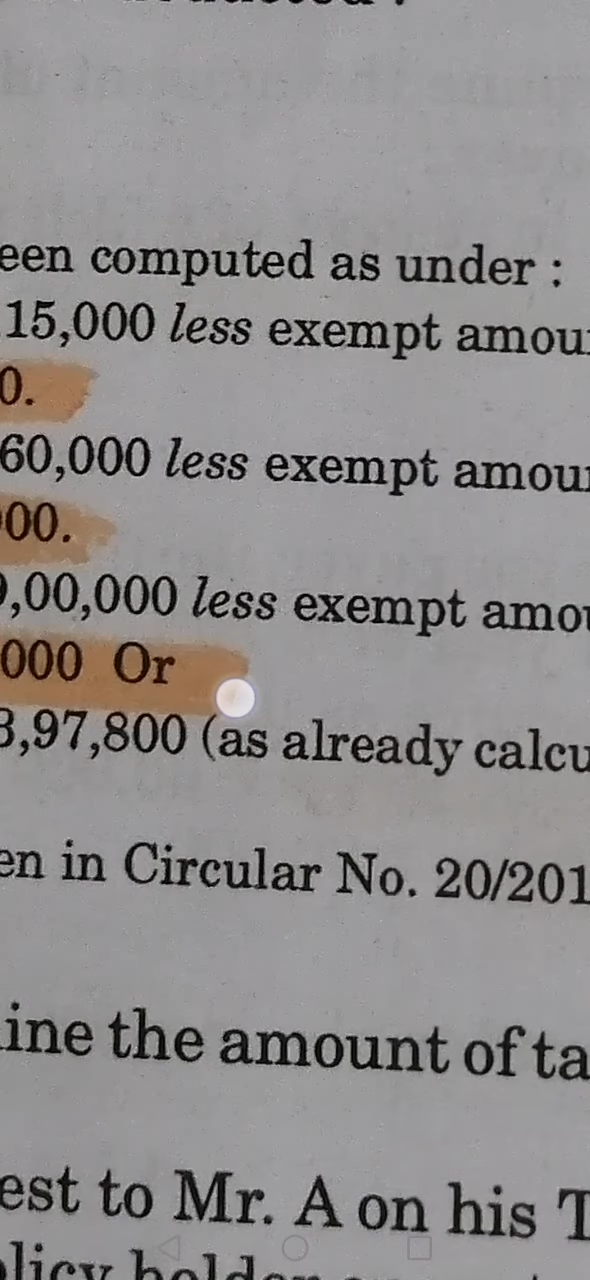 een computed as under :
15,000 less exempt amou
0.
60,000 less exempt amou
00.
,00,000 less exempt amo
000 Or
3,97,800 (as already calcu
en in Circular No. 20/201
ine the amount of ta
est to Mr. A on his T
olicy hold